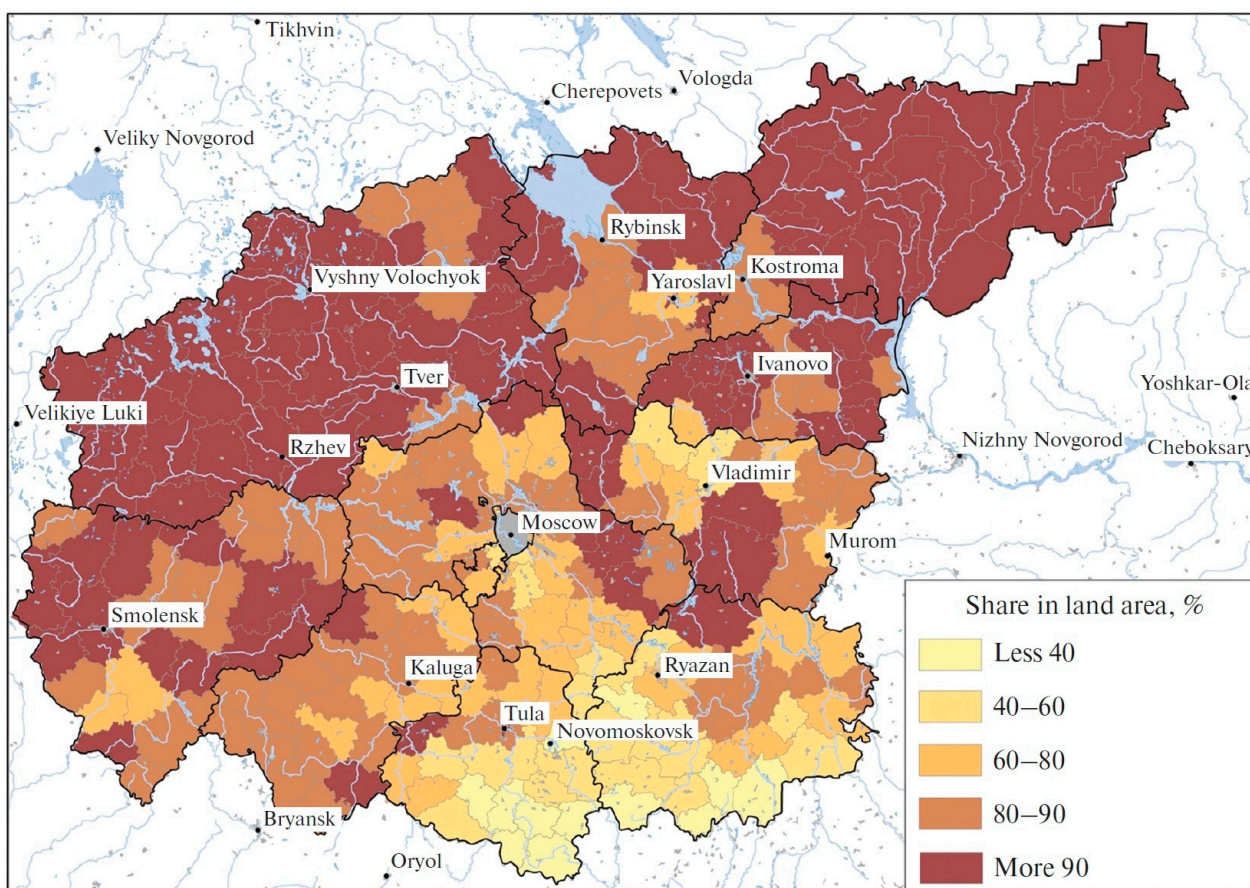 Tikhvin
Vologda
Cherepovets
Veliky Novgorod
Rybinsk
Kostroma
Vyshny Volochyok
Yaroslavl
Ivanovo
Tver
Yoshkar-Ola
Velikiye Luki
Rzhev
Nizhny Novgorod
Cheboksary
Vladimir
Moscow
Murom
Smolensk
Kaluga
Ryazan
Tula
Novomoskovsk
Bryansk
Oryol
Share in land area, %
Less 40
40–60
60–80
80–90
More 90